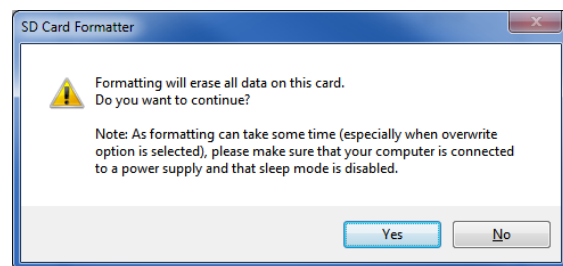 SD Card Formatter
Formatting will erase all data on this card.
Do you want to continue?
Note: As formatting can take some time (especially when overwrite
option is selected), please make sure that your computer is connected
to a power supply and that sleep mode is disabled.
Yes
No